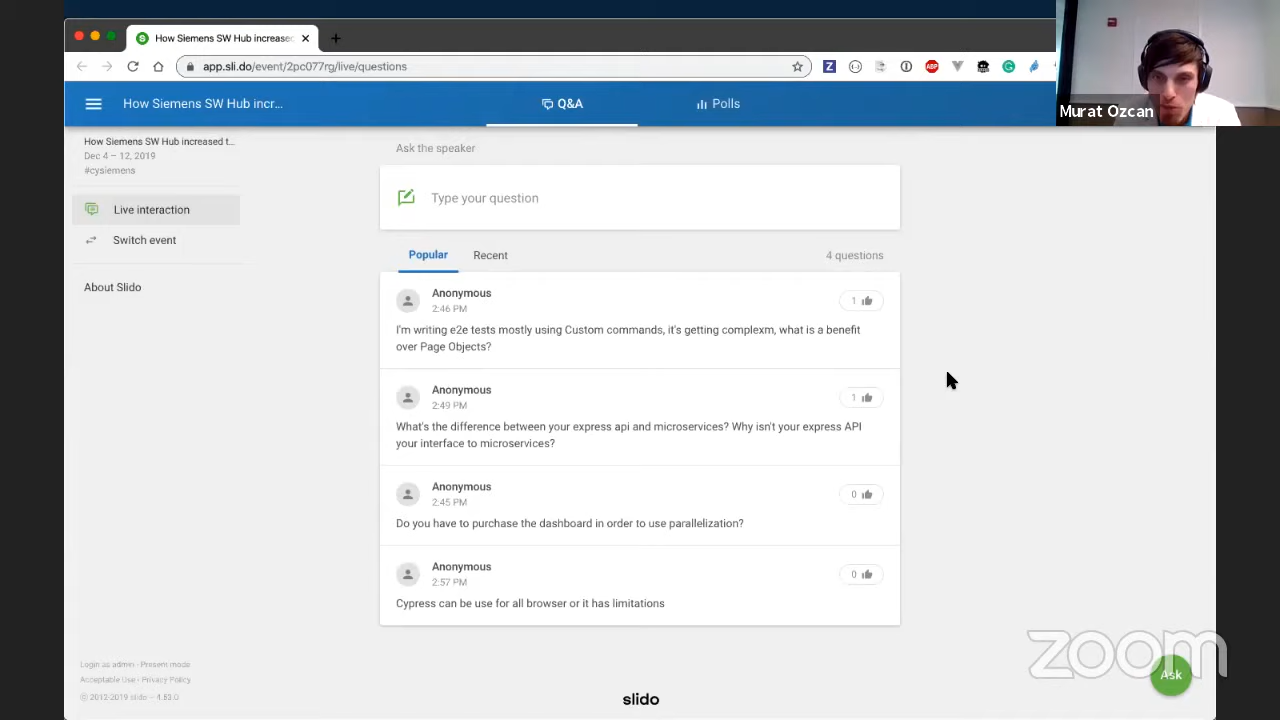 How Siemens SW Hub increase
app.sli.do/event/2pc077rg/live/questions
Murat Ozcan
How Siemens SW Hub incr...
Q&A
Polls
How Siemens SW Hub increased t...
Dec 4 – 12, 2019
#cysiemens
Live interaction
Switch event
About Slido
Ask the speaker
Type your question
Popular
Recent
4 questions
Anonymous
2:46 PM
1
I'm writing e2e tests mostly using Custom commands, it's getting complexm, what is a benefit
over Page Objects?
Anonymous
2:49 PM
1
What's the difference between your express api and microservices? Why isn't your express API
your interface to microservices?
Anonymous
2:45 PM
0
Do you have to purchase the dashboard in order to use parallelization?
Anonymous
2:57 PM
0
Cypress can be use for all browser or it has limitations
Login as admin - Present mode
Acceptable Use - Privacy Policy
© 2012-2019 slido – 4.53.0
slido
zoom
Ask